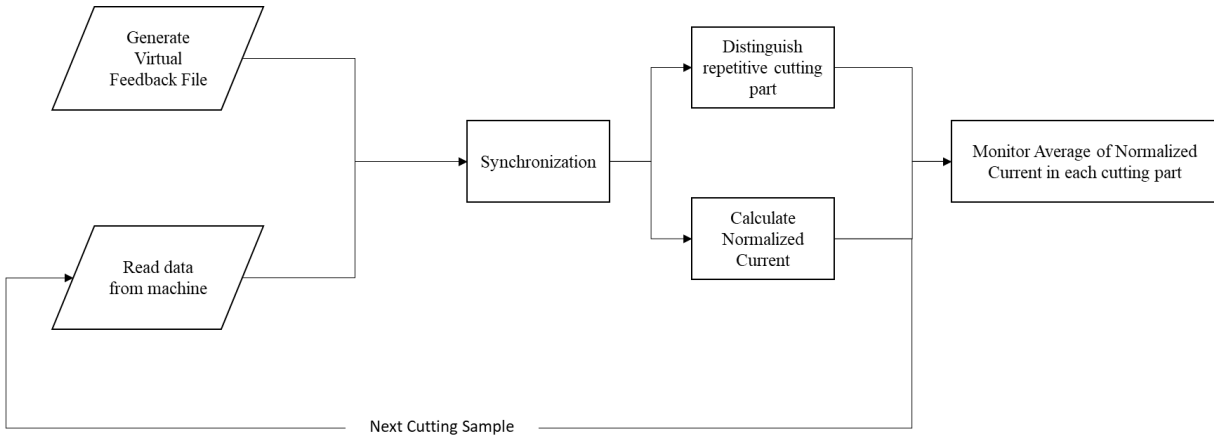 Generate
Virtual
Feedback File
Read data
from machine
Synchronization
Distinguish
repetitive cutting
part
Calculate
Normalized
Current
Monitor Average of Normalized
Current in each cutting part
Next Cutting Sample